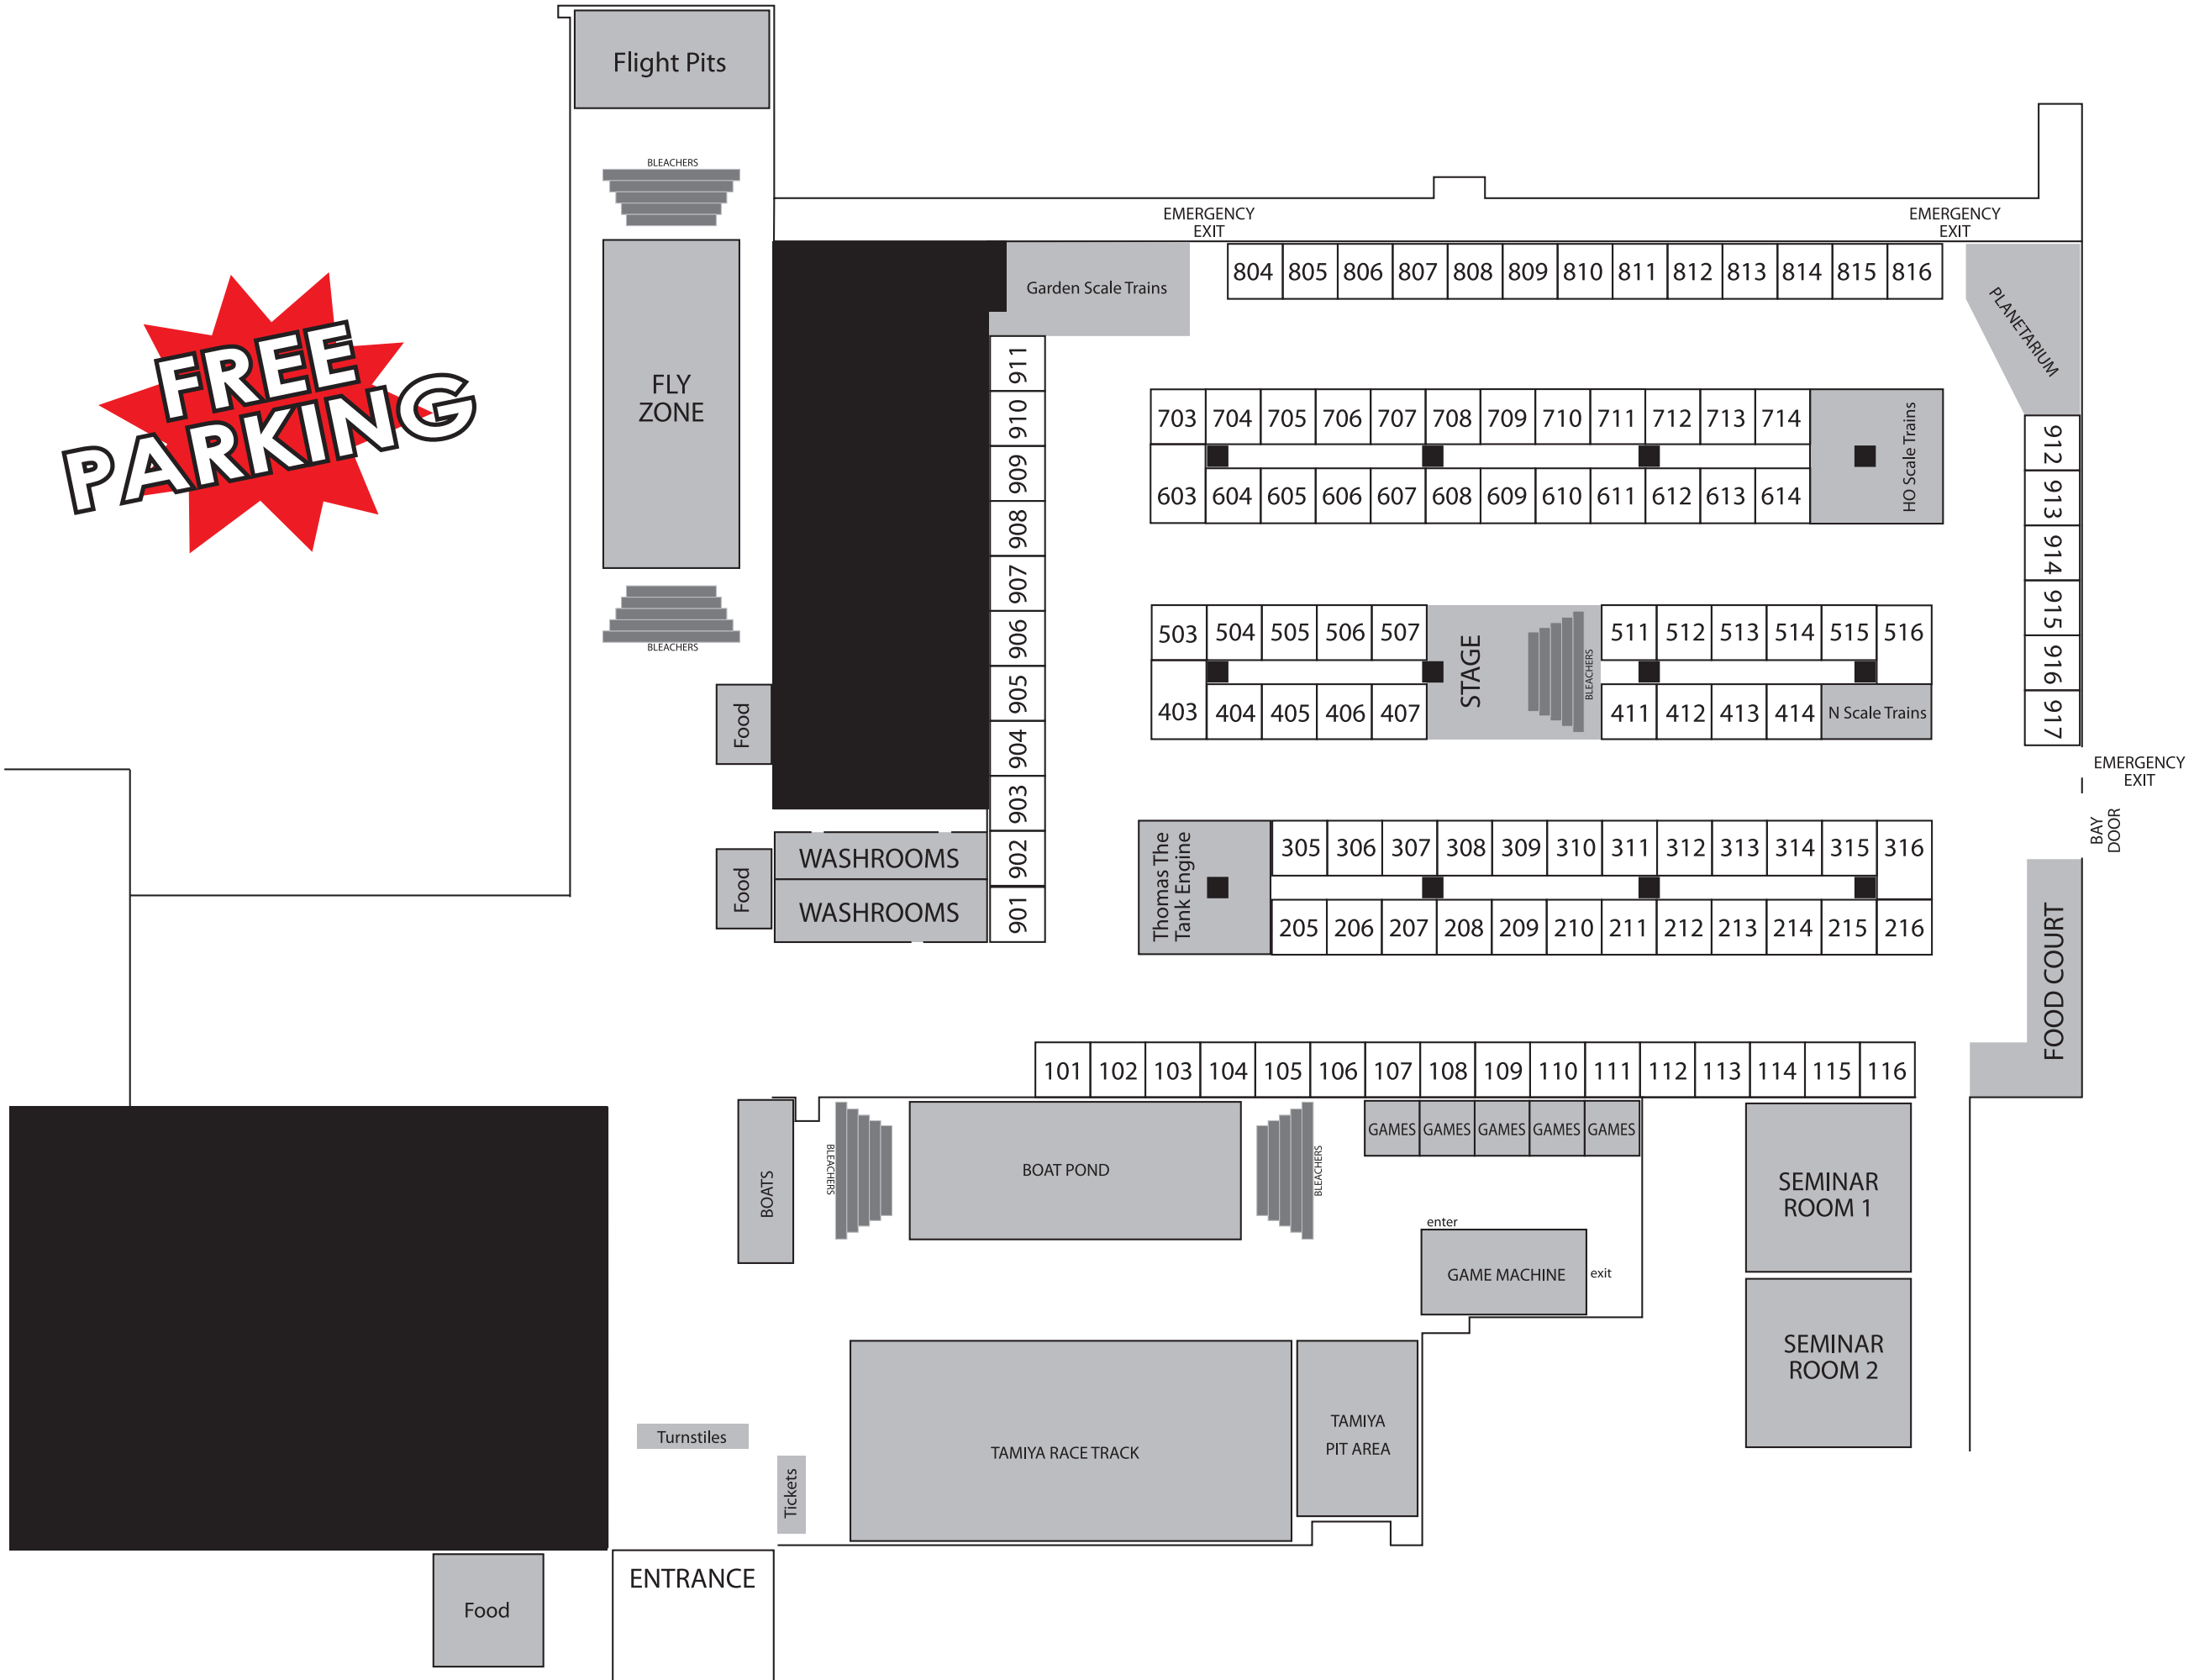 Flight Pits
BLEACHERS
EMERGENCY
EXIT
EMERGENCY
EXIT
804 805 806 807 808 809 810 811 812 813 814 815 816
Garden Scale Trains
PLANETARIUM
FREE
PARKING
FLY
ZONE
911
910
909
908
907
906
905
904
903
902
901
703 704 705 706 707 708 709 710 711 712 713 714
603 604 605 606 607 608 609 610 611 612 613 614
HO Scale Trains
912
913
914
915
916
917
BLEACHERS
503 504 505 506 507
STAGE
BLEACHERS
511 512 513 514 515 516
403 404 405 406 407
411 412 413 414 N Scale Trains
Food
EMERGENCY
EXIT
BAY
DOOR
Food
WASHROOMS
WASHROOMS
Thomas The
Tank Engine
305 306 307 308 309 310 311 312 313 314 315 316
205 206 207 208 209 210 211 212 213 214 215 216
FOOD COURT
101 102 103 104 105 106 107 108 109 110 111 112 113 114 115 116
BOATS
BLEACHERS
BOAT POND
BLEACHERS
GAMES GAMES GAMES GAMES GAMES
SEMINAR
ROOM 1
enter
GAME MACHINE
exit
SEMINAR
ROOM 2
Turnstiles
Tickets
TAMIYA RACE TRACK
TAMIYA
PIT AREA
ENTRANCE
Food